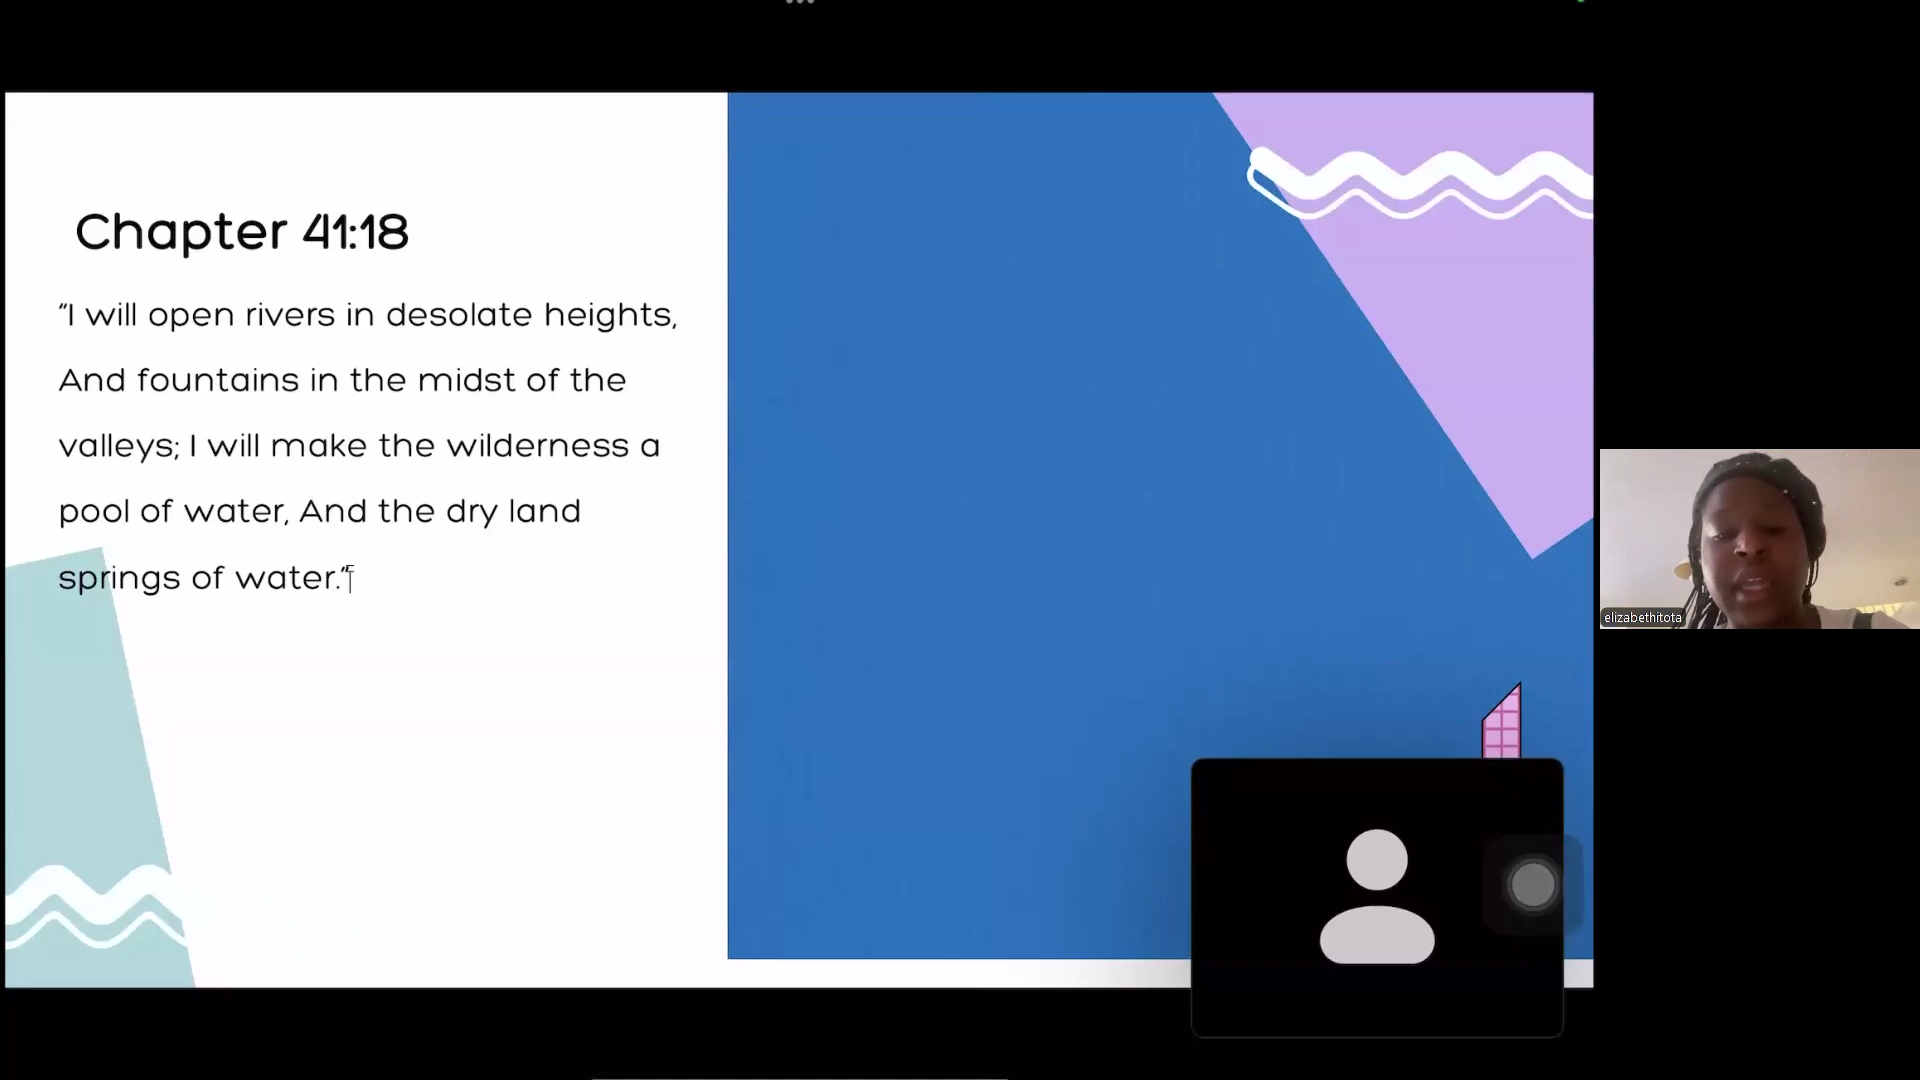 Chapter 41:18
“I will open rivers in desolate heights,
And fountains in the midst of the
valleys; I will make the wilderness a
pool of water, And the dry land
springs of water.”
elizabethitota